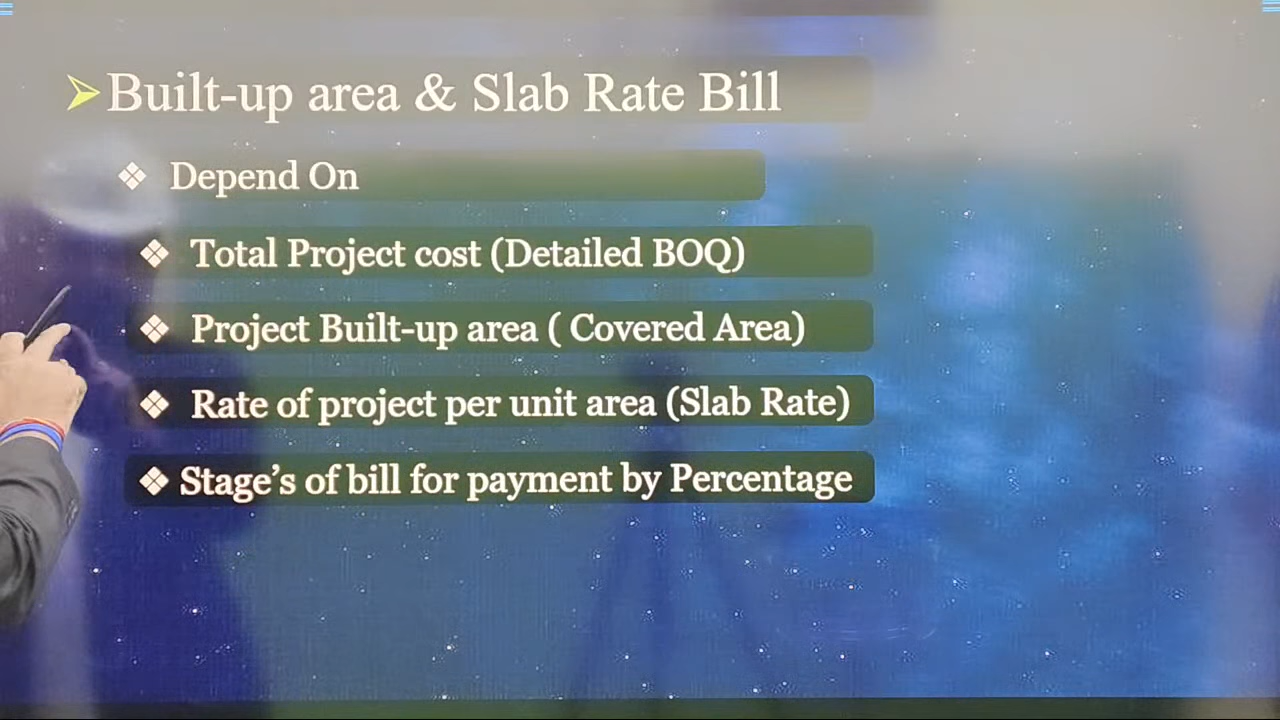 ➢Built-up area & Slab Rate Bill
❖ Depend On
❖ Total Project cost (Detailed BOQ)
❖ Project Built-up area ( Covered Area)
❖ Rate of project per unit area (Slab Rate)
❖ Stage’s of bill for payment by Percentage